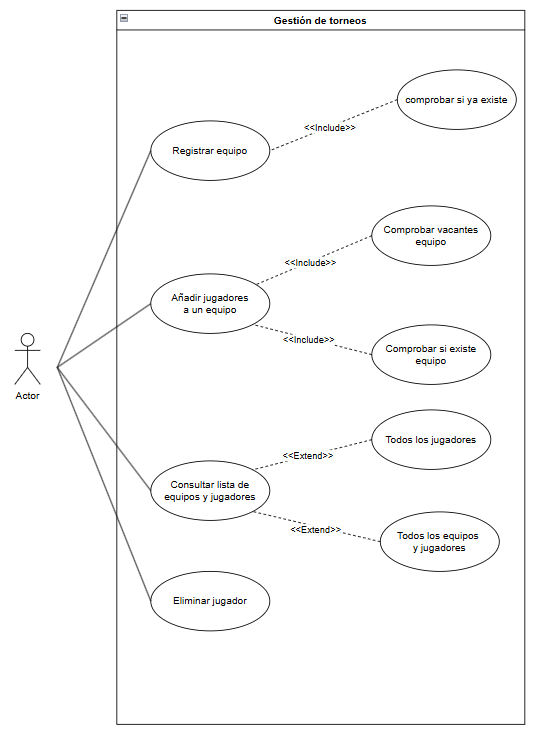 Gestión de torneos
comprobar si ya existe
<<Include>>
Registrar equipo
Comprobar vacantes
equipo
<<Include>>
Añadir jugadores
a un equipo
<<Include>>
Comprobar si existe
equipo
Actor
Todos los jugadores
<<Extend>>
Consultar lista de
equipos y jugadores
<<Extend>>
Todos los equipos
y jugadores
Eliminar jugador